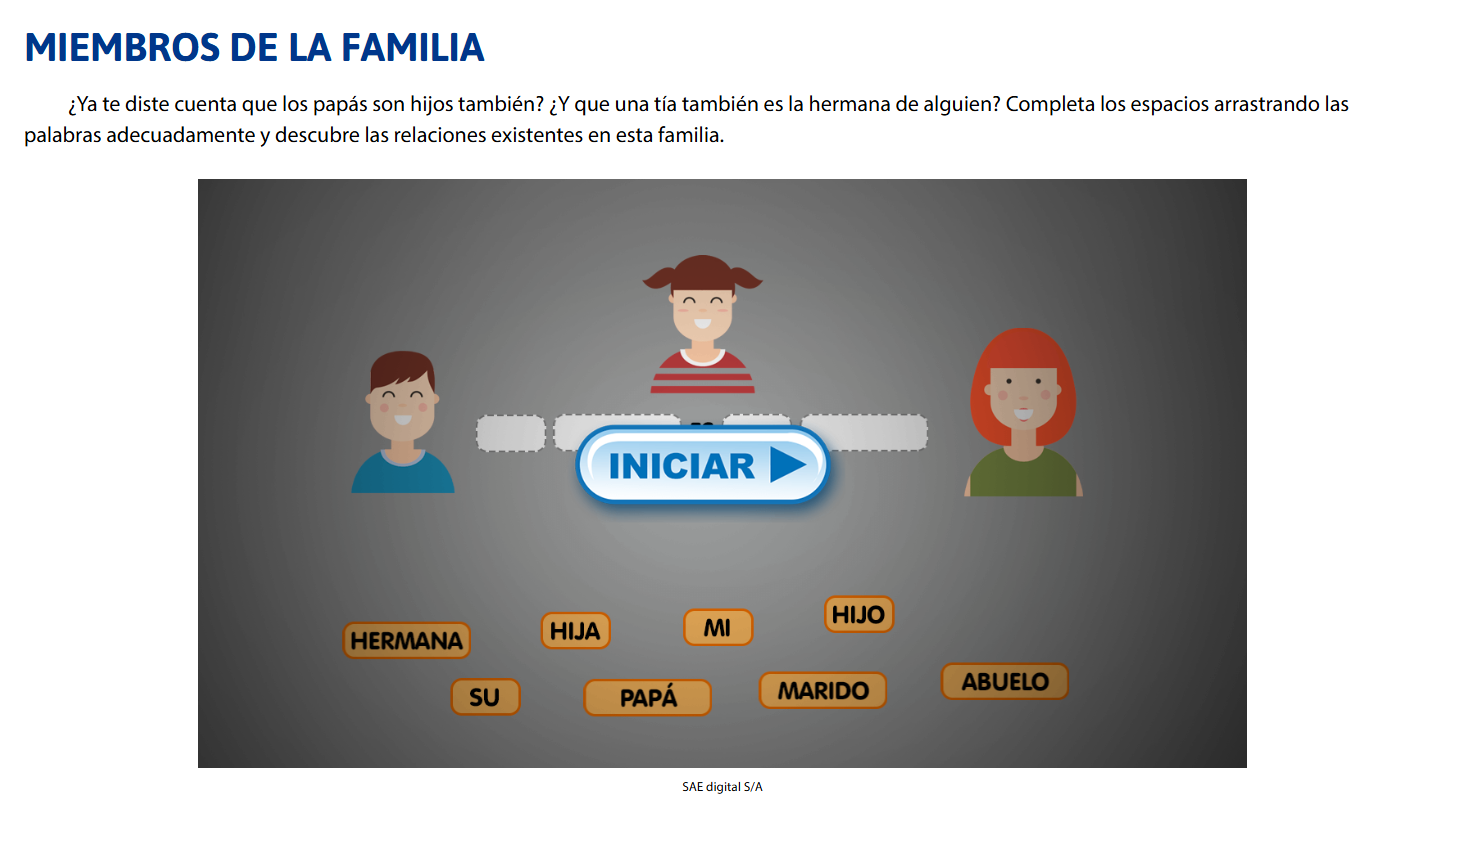 MIEMBROS DE LA FAMILIA
¿Ya te diste cuenta que los papás son hijos también? ¿Y que una tía también es la hermana de alguien? Completa los espacios arrastrando las
palabras adecuadamente y descubre las relaciones existentes en esta familia.
INICIAR
HERMANA HIJA MI HIJO
SU PAPÁ MARIDO ABUELO
SAE digital S/A